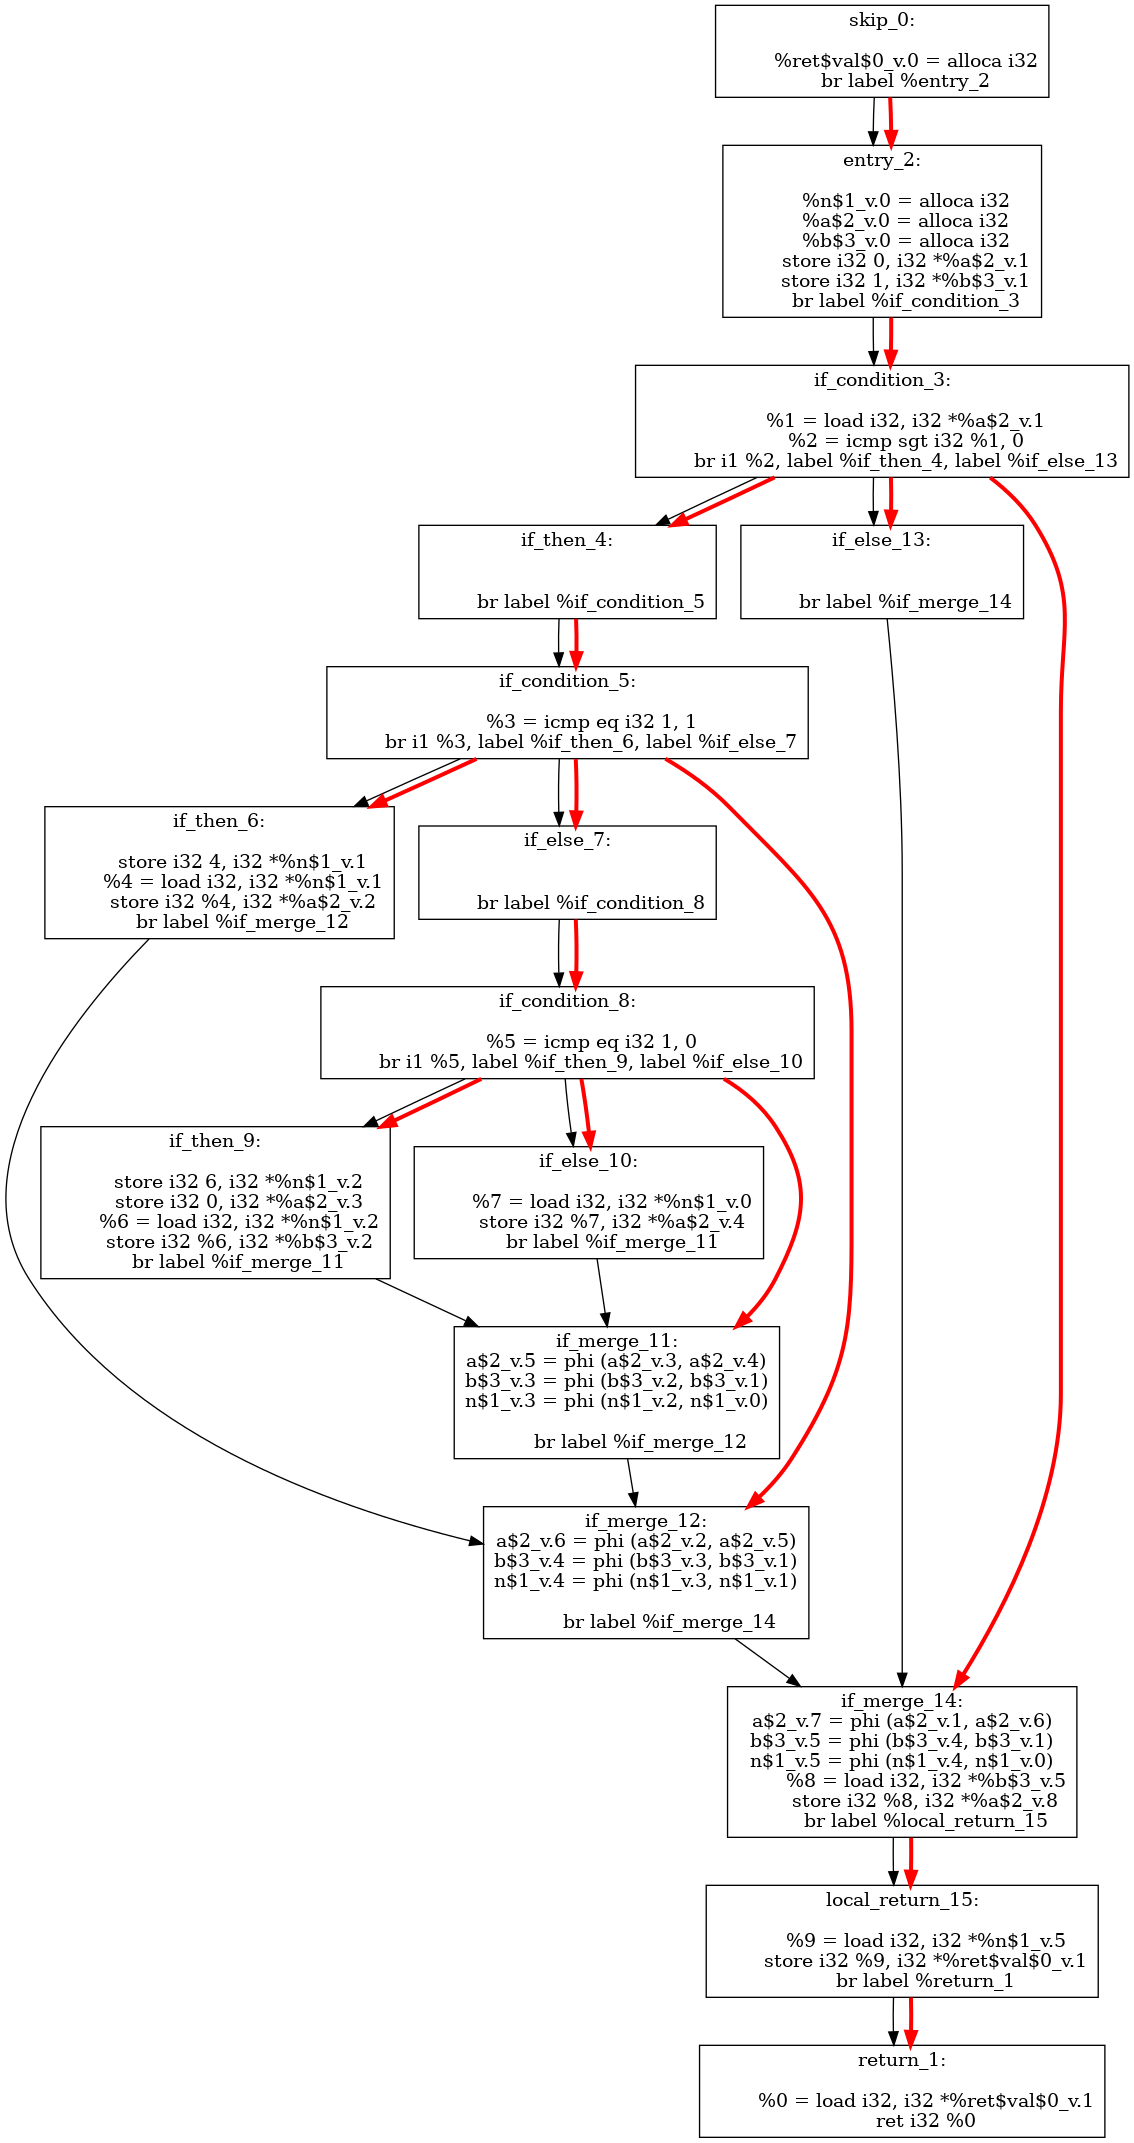 skip_0:
%ret$val$0_v.0 = alloca i32
br label %entry_2
entry_2:
%n$1_v.0 = alloca i32
%a$2_v.0 = alloca i32
%b$3_v.0 = alloca i32
store i32 0, i32 *%a$2_v.1
store i32 1, i32 *%b$3_v.1
br label %if_condition_3
if_condition_3:
%1 = load i32, i32 *%a$2_v.1
%2 = icmp sgt i32 %1, 0
br i1 %2, label %if_then_4, label %if_else_13
if_then_4:
br label %if_condition_5
if_else_13:
br label %if_merge_14
if_condition_5:
%3 = icmp eq i32 1, 1
br i1 %3, label %if_then_6, label %if_else_7
if_then_6:
store i32 4, i32 *%n$1_v.1
%4 = load i32, i32 *%n$1_v.1
store i32 %4, i32 *%a$2_v.2
br label %if_merge_12
if_else_7:
br label %if_condition_8
if_condition_8:
%5 = icmp eq i32 1, 0
br i1 %5, label %if_then_9, label %if_else_10
if_then_9:
store i32 6, i32 *%n$1_v.2
store i32 0, i32 *%a$2_v.3
%6 = load i32, i32 *%n$1_v.2
store i32 %6, i32 *%b$3_v.2
br label %if_merge_11
if_else_10:
%7 = load i32, i32 *%n$1_v.0
store i32 %7, i32 *%a$2_v.4
br label %if_merge_11
if_merge_11:
a$2_v.5 = phi (a$2_v.3, a$2_v.4)
b$3_v.3 = phi (b$3_v.2, b$3_v.1)
n$1_v.3 = phi (n$1_v.2, n$1_v.0)
br label %if_merge_12
if_merge_12:
a$2_v.6 = phi (a$2_v.2, a$2_v.5)
b$3_v.4 = phi (b$3_v.3, b$3_v.1)
n$1_v.4 = phi (n$1_v.3, n$1_v.1)
br label %if_merge_14
if_merge_14:
a$2_v.7 = phi (a$2_v.1, a$2_v.6)
b$3_v.5 = phi (b$3_v.4, b$3_v.1)
n$1_v.5 = phi (n$1_v.4, n$1_v.0)
%8 = load i32, i32 *%b$3_v.5
store i32 %8, i32 *%a$2_v.8
br label %local_return_15
local_return_15:
%9 = load i32, i32 *%n$1_v.5
store i32 %9, i32 *%ret$val$0_v.1
br label %return_1
return_1:
%0 = load i32, i32 *%ret$val$0_v.1
ret i32 %0